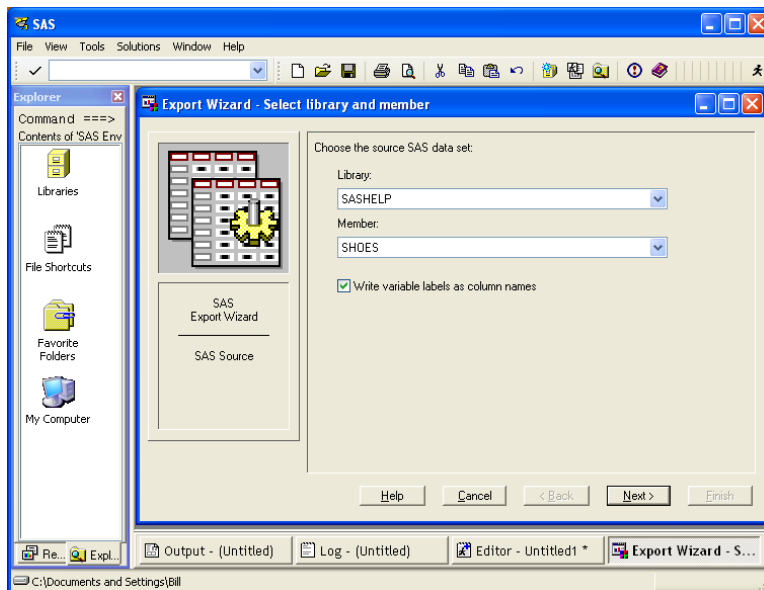 SAS
File View Tools Solutions Window Help
Explorer
Command ===>
Contents of 'SAS Env
Libraries
File Shortcuts
Favorite
Folders
My Computer
Re... Expl...
Export Wizard - Select library and member
SAS
Export Wizard
SAS Source
Choose the source SAS data set:
Library:
SASHELP
Member:
SHOES
Write variable labels as column names
Help Cancel < Back Next > Finish
Output - (Untitled) Log - (Untitled) Editor - Untitled1 * Export Wizard - S...
C:\Documents and Settings\Bill